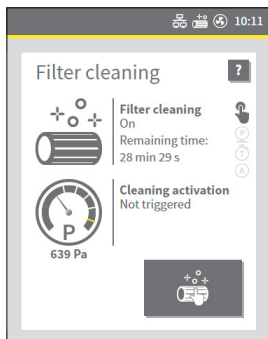 10:11
Filter cleaning
?
Filter cleaning
On
Remaining time:
28 min 29 s
P
T
A
Cleaning activation
Not triggered
P
639 Pa